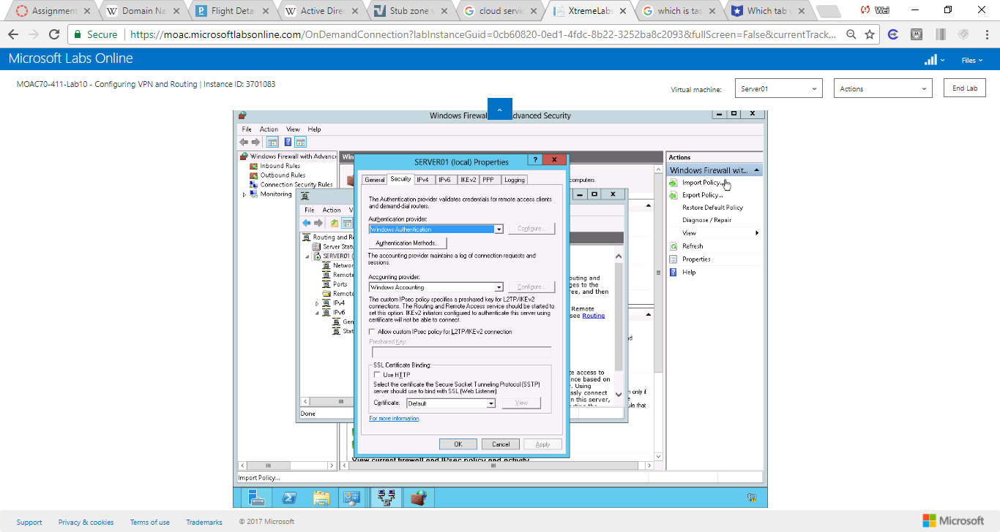 Assignment
Domain Na
Flight Detai
Active Dire
Stub zone v
cloud servic
XtremeLabs
which is tas
Which tab w
Wei
Secure
https://moac.microsoftlabsonline.com/OnDemandConnection?labInstanceGuid=0cb60820-0ed1-4fdc-8b22-3252ba8c2093&fullScreen=False&currentTrack...
Microsoft Labs Online
Files
MOAC70-411-Lab10 - Configuring VPN and Routing | Instance ID: 3701083
Virtual machine:
Server01
Actions
End Lab
Windows Firewal
dvanced Security
File Action View Help
Windows Firewall with Advanc
Inbound Rules
Outbound Rules
Connection Security Rules
Monitoring
Win
computers.
File Action V
Routing and R
Server Statu
SERVER01 (
Networ
Remote
Ports
Remote
IPv4
IPv6
Gen
Stat
Done
SERVER01 (local) Properties
General Security IPv4 IPv6 IKEv2 PPP Logging
The Authentication provider validates credentials for remote access clients
and demand-dial routers.
Authentication provider:
Windows Authentication
Configure...
Authentication Methods...
The accounting provider maintains a log of connection requests and
sessions.
Accounting provider:
Windows Accounting
Configure...
The custom IPsec policy specifies a preshared key for L2TP/IKEv2
connections. The Routing and Remote Access service should be started to
set this option. IKEv2 initiators configured to authenticate this server using
certificate will not be able to connect.
Allow custom IPsec policy for L2TP/IKEv2 connection
Preshared Key:
SSL Certificate Binding:
Use HTTP
Select the certificate the Secure Socket Tunneling Protocol (SSTP)
server should use to bind with SSL (Web Listener)
Certificate:
Default
View
For more information.
OK
Cancel
Apply
outing and
ges to the
ree, and then
Remote
see Routing
te access to
nce based on
r. Using
ssly connect
n this server,
n only if
ule that
View current firewall and IPsec policy and activity
Import Policy...
Actions
Windows Firewall wit...
Import Policy...
Export Policy...
Restore Default Policy
Diagnose / Repair
View
Refresh
Properties
Help
Support
Privacy & cookies
Terms of use
Trademarks
© 2017 Microsoft
Microsoft